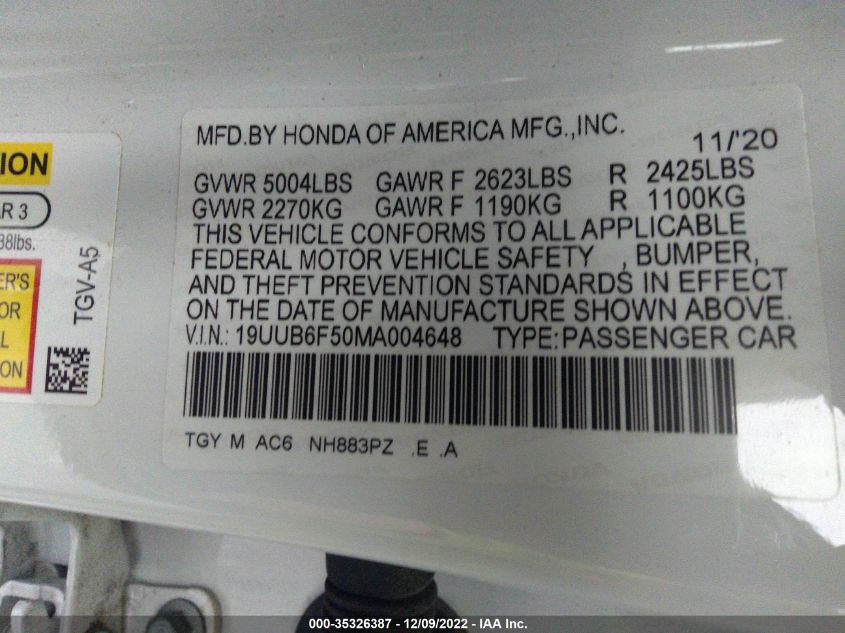 MFD.BY HONDA OF AMERICA MFG.,INC.
11/'20
GVWR 5004LBS GAWR F 2623LBS R 2425LBS
GVWR 2270KG GAWR F 1190KG R 1100KG
THIS VEHICLE CONFORMS TO ALL APPLICABLE
FEDERAL MOTOR VEHICLE SAFETY , BUMPER,
AND THEFT PREVENTION STANDARDS IN EFFECT
ON THE DATE OF MANUFACTURE SHOWN ABOVE.
V.I.N.: 19UUB6F50MA004648 TYPE:PASSENGER CAR
TGY M AC6 NH883PZ .E .A
TGV-A5
000-35326387 - 12/09/2022 - IAA Inc.